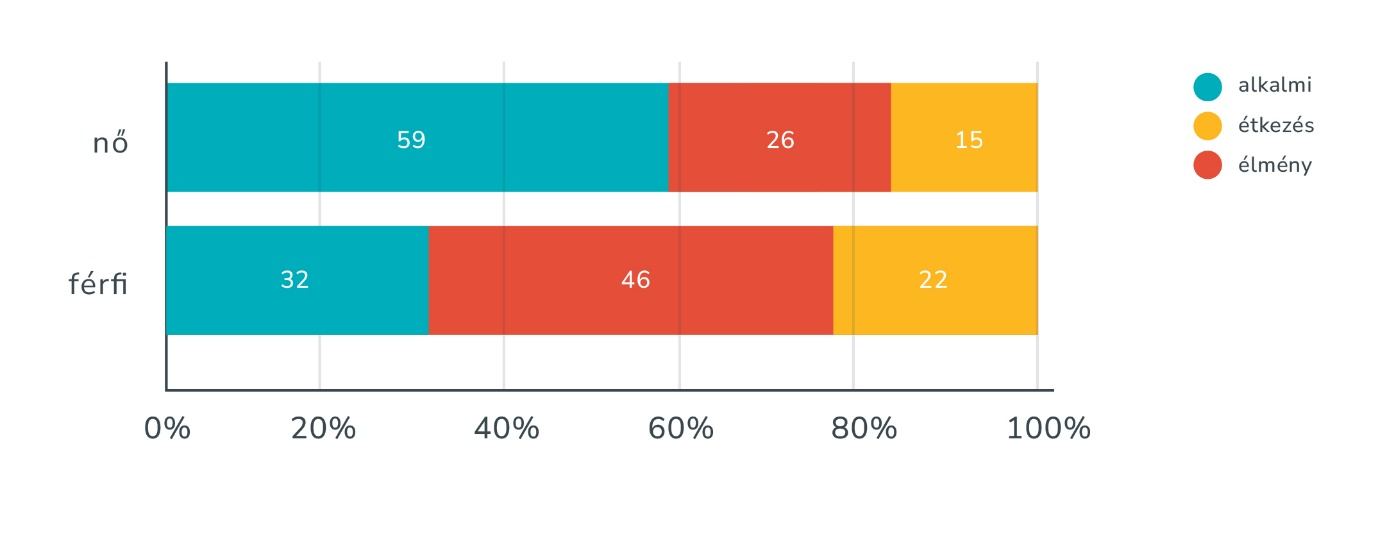 alkalmi
étkezés
élmény
nő 59 26 15
férfi 32 46 22
0% 20% 40% 60% 80% 100%